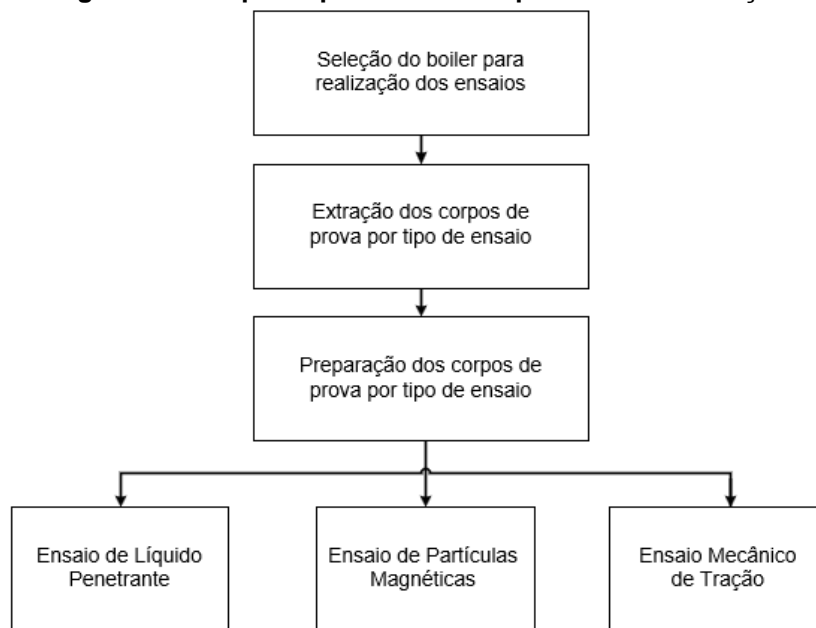 Seleção do boiler para
realização dos ensaios
Extração dos corpos de
prova por tipo de ensaio
Preparação dos corpos de
prova por tipo de ensaio
Ensaio de Líquido
Penetrante
Ensaio de Partículas
Magnéticas
Ensaio Mecânico
de Tração